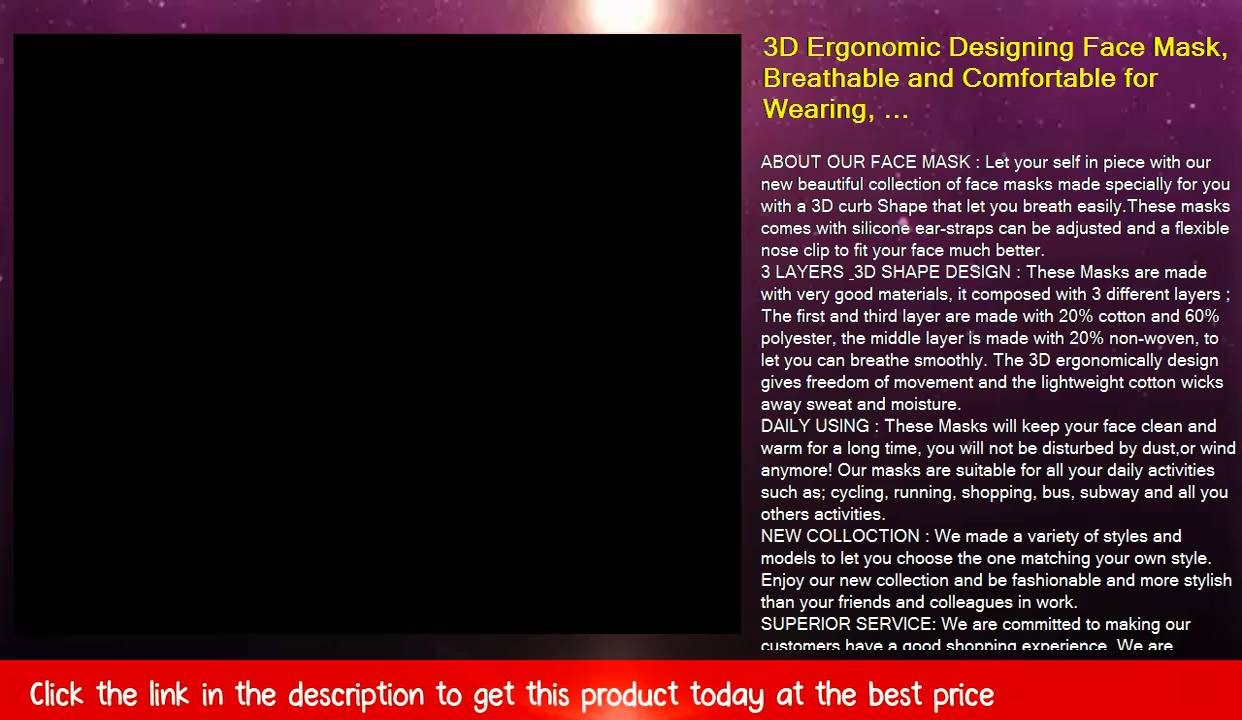 3D Ergonomic Designing Face Mask,
Breathable and Comfortable for
Wearing, ...
ABOUT OUR FACE MASK : Let your self in piece with our
new beautiful collection of face masks made specially for you
with a 3D curb Shape that let you breath easily.These masks
comes with silicone ear-straps can be adjusted and a flexible
nose clip to fit your face much better.
3 LAYERS _3D SHAPE DESIGN : These Masks are made
with very good materials, it composed with 3 different layers ;
The first and third layer are made with 20% cotton and 60%
polyester, the middle layer is made with 20% non-woven, to
let you can breathe smoothly. The 3D ergonomically design
gives freedom of movement and the lightweight cotton wicks
away sweat and moisture.
DAILY USING : These Masks will keep your face clean and
warm for a long time, you will not be disturbed by dust,or wind
anymore! Our masks are suitable for all your daily activities
such as; cycling, running, shopping, bus, subway and all you
others activities.
NEW COLLOCTION : We made a variety of styles and
models to let you choose the one matching your own style.
Enjoy our new collection and be fashionable and more stylish
than your friends and colleagues in work.
SUPERIOR SERVICE: We are committed to making our
customers have a good shopping experience. We are
Click the link in the description to get this product today at the best price